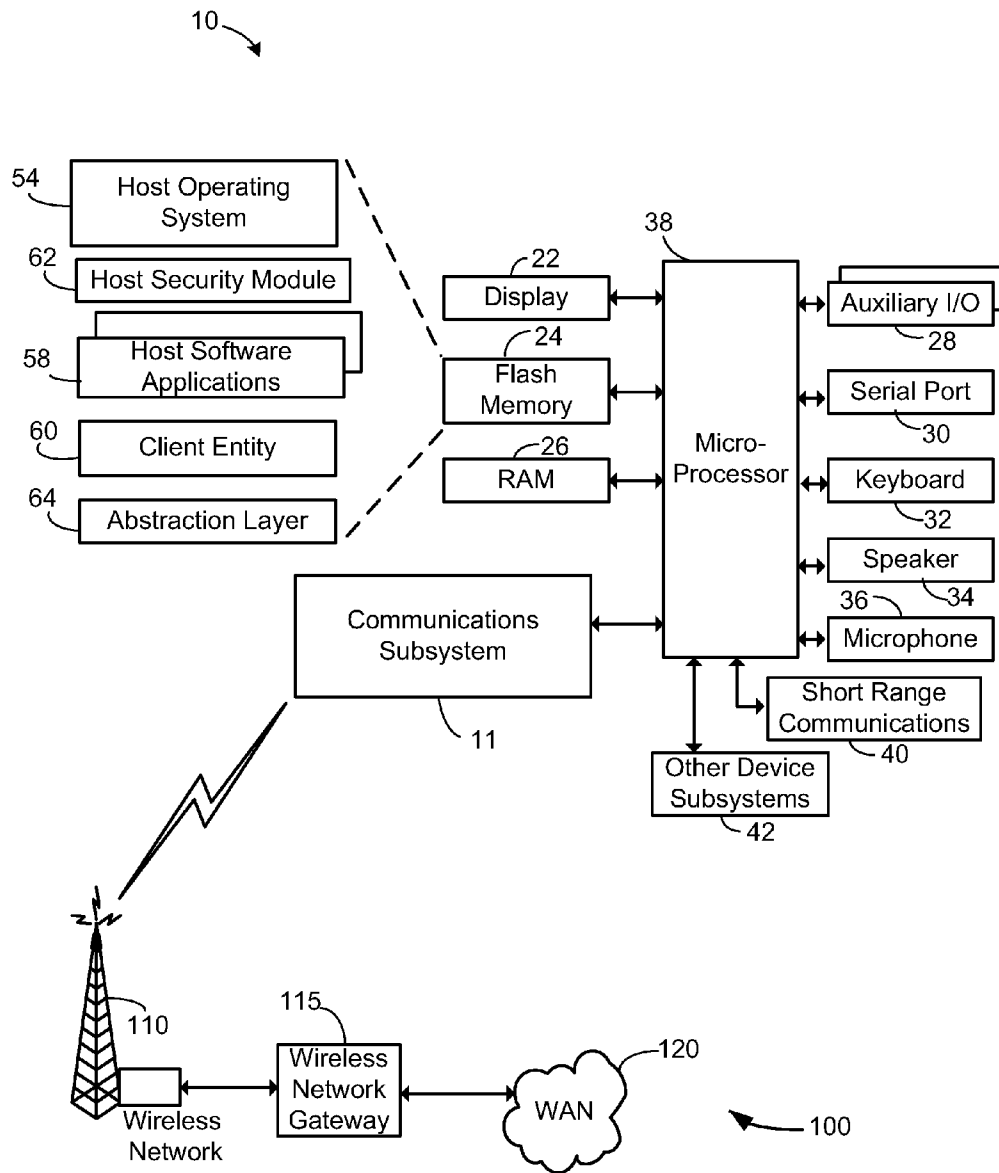 10
54
Host Operating
System
62
Host Security Module
58
Host Software
Applications
60
Client Entity
64
Abstraction Layer
22
Display
24
Flash
Memory
26
RAM
38
Micro-
Processor
Auxiliary I/O
28
Serial Port
30
Keyboard
32
Speaker
34
36
Microphone
Short Range
Communications
40
Other Device
Subsystems
42
Communications
Subsystem
11
110
Wireless
Network
115
Wireless
Network
Gateway
120
WAN
100